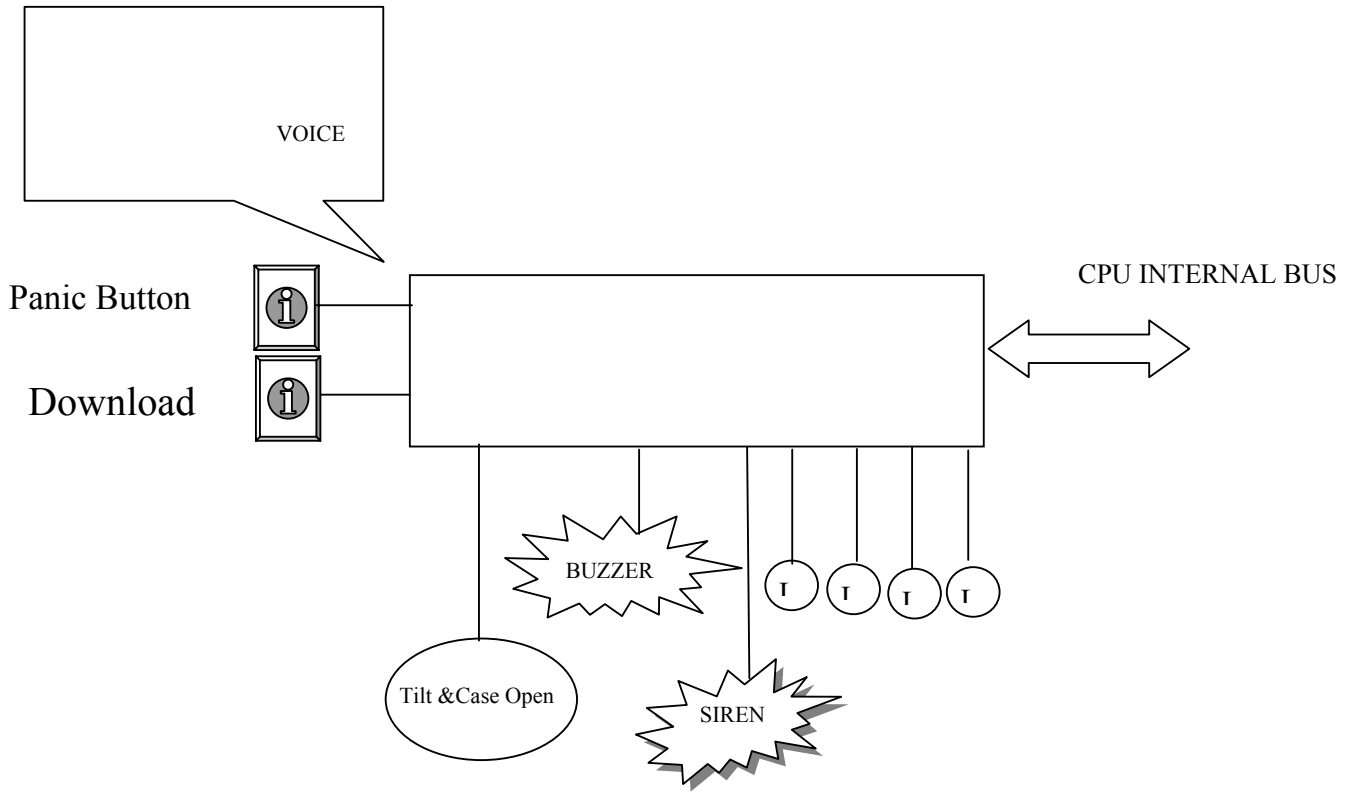 VOICE
CPU INTERNAL BUS
Panic Button
Download
BUZZER
Tilt &Case Open
SIREN